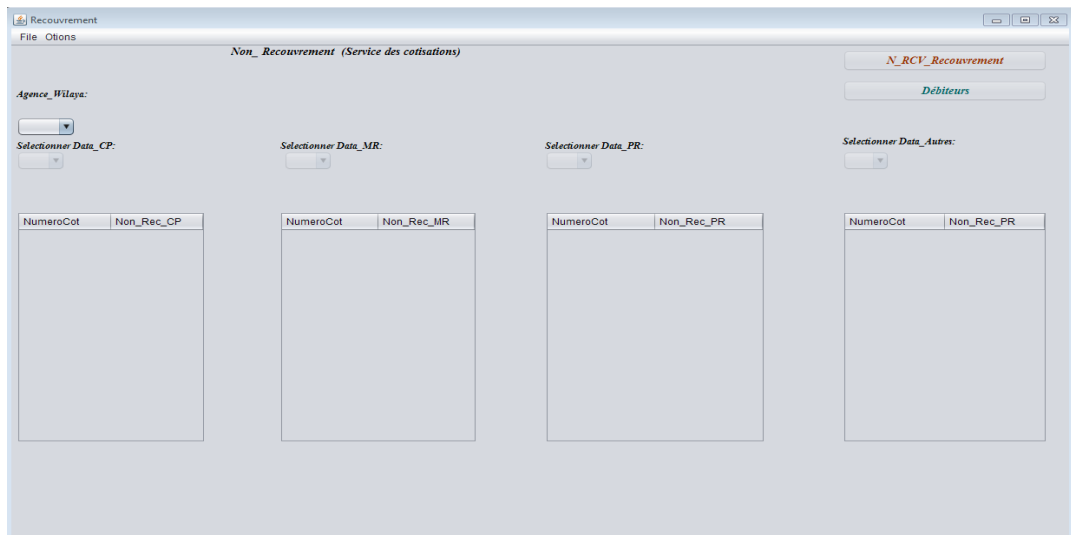 Recouvrement
File Otions
Non_ Recouvrement (Service des cotisations)
N_RCV_Recouvrement
Agence_Wilaya:
Débiteurs
Selectionner Data_CP: Selectionner Data_MR: Selectionner Data_PR: Selectionner Data_Autres:
NumeroCot Non_Rec_CP NumeroCot Non_Rec_MR NumeroCot Non_Rec_PR NumeroCot Non_Rec_PR